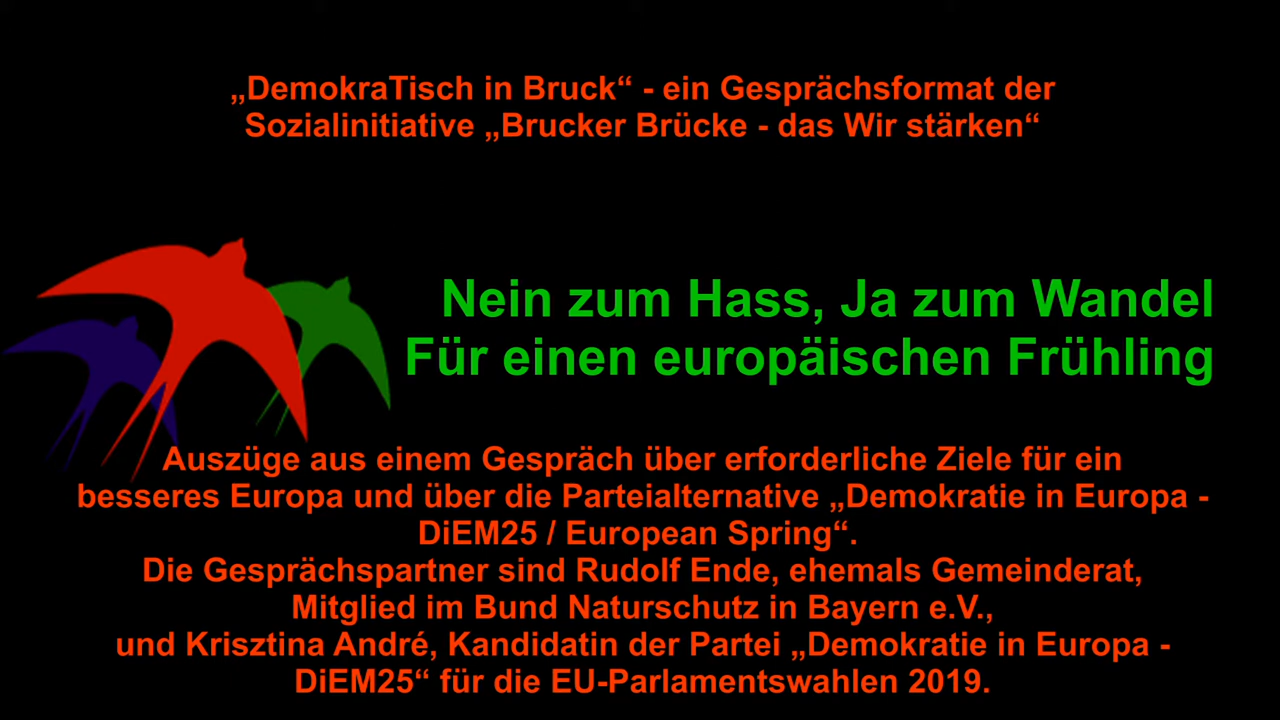 „DemokraTisch in Bruck“ - ein Gesprächsformat der
Sozialinitiative „Brucker Brücke - das Wir stärken“
Nein zum Hass, Ja zum Wandel
Für einen europäischen Frühling
Auszüge aus einem Gespräch über erforderliche Ziele für ein
besseres Europa und über die Parteialternative „Demokratie in Europa -
DiEM25 / European Spring“.
Die Gesprächspartner sind Rudolf Ende, ehemals Gemeinderat,
Mitglied im Bund Naturschutz in Bayern e.V.,
und Krisztina André, Kandidatin der Partei „Demokratie in Europa -
DiEM25“ für die EU-Parlamentswahlen 2019.